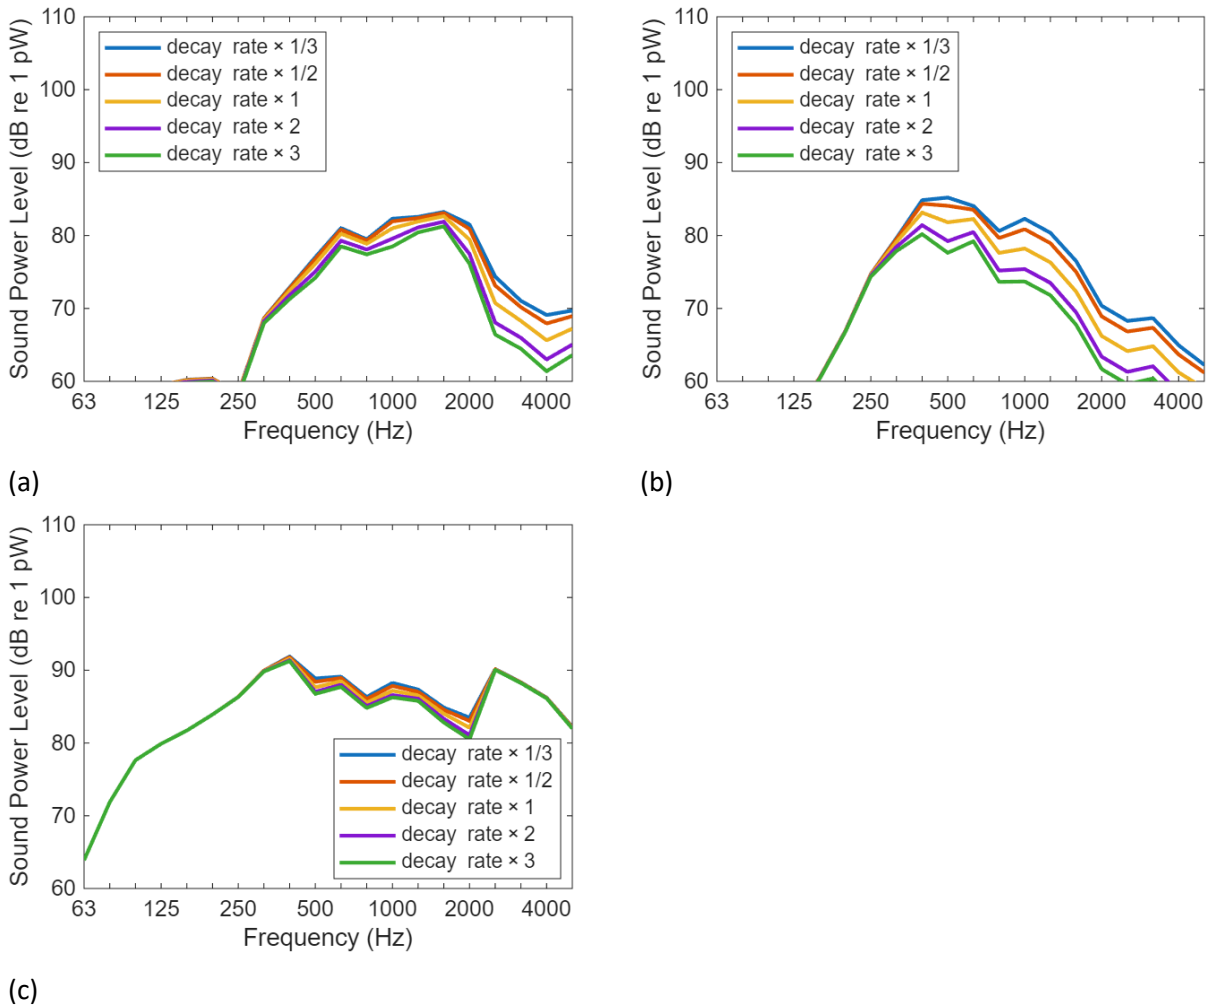 110
100
90
80
70
60
Sound Power Level (dB re 1 pW)
decay rate × 1/3
decay rate × 1/2
decay rate × 1
decay rate × 2
decay rate × 3
63 125 250 500 1000 2000 4000
Frequency (Hz)
(a)
110
100
90
80
70
60
Sound Power Level (dB re 1 pW)
decay rate × 1/3
decay rate × 1/2
decay rate × 1
decay rate × 2
decay rate × 3
63 125 250 500 1000 2000 4000
Frequency (Hz)
(b)
110
100
90
80
70
60
Sound Power Level (dB re 1 pW)
decay rate × 1/3
decay rate × 1/2
decay rate × 1
decay rate × 2
decay rate × 3
63 125 250 500 1000 2000 4000
Frequency (Hz)
(c)